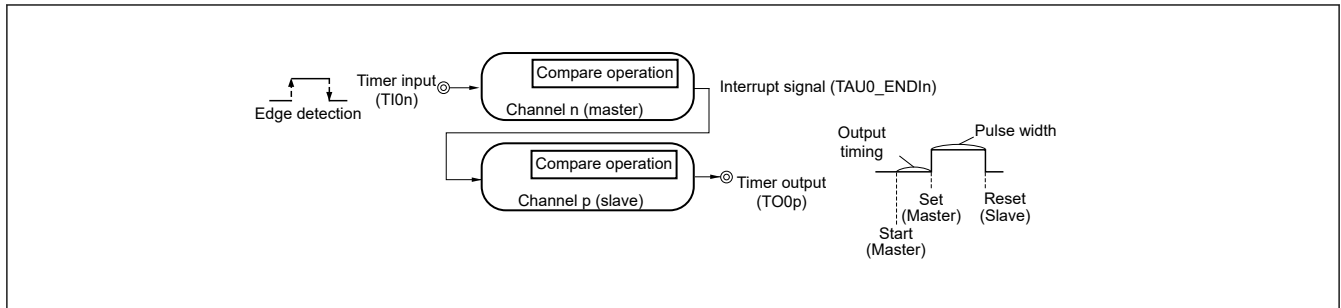 Edge detection
Timer input
(TI0n)
Compare operation
Channel n (master)
Interrupt signal (TAU0_ENDIn)
Compare operation
Channel p (slave)
Timer output
(TO0p)
Output
timing
Pulse width
Set
(Master)
Reset
(Slave)
Start
(Master)